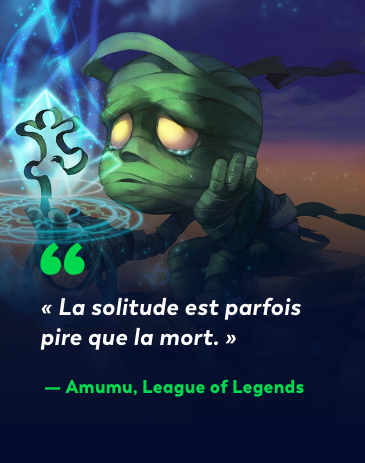 « La solitude est parfois
pire que la mort. »
— Amumu, League of Legends